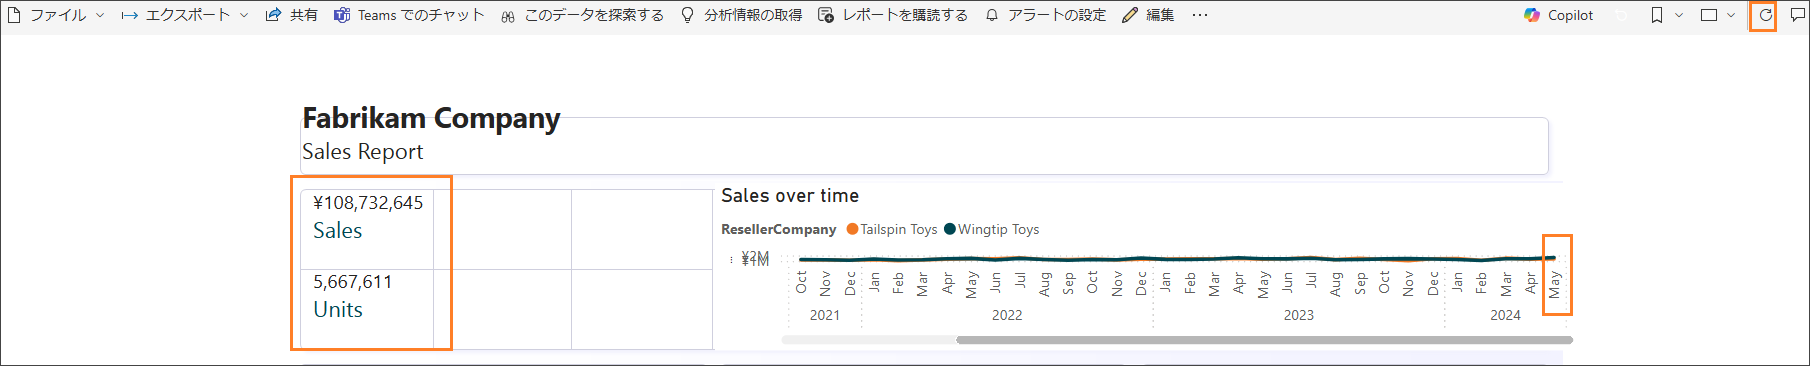 ファイル エクスポート 共有 Teams でのチャット このデータを探索する 分析情報の取得 レポートを購読する アラートの設定 編集 … Copilot
Fabrikam Company
Sales Report
¥108,732,645
Sales
5,667,611
Units
Sales over time
ResellerCompany Tailspin Toys Wingtip Toys
¥2M
¥1M
Oct Nov Dec Jan Feb Mar Apr May Jun Jul Aug Sep Oct Nov Dec Jan Feb Mar Apr May Jun Jul Aug Sep Oct Nov Dec Jan Feb Mar Apr May
2021 2022 2023 2024